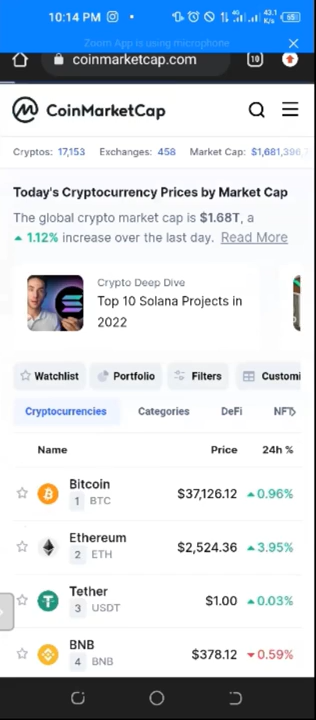 10:14 PM
43.1
K/s
55
Zoom App is using microphone
coinmarketcap.com
10
CoinMarketCap
Cryptos: 17,153 Exchanges: 458 Market Cap: $1,681,396
Today's Cryptocurrency Prices by Market Cap
The global crypto market cap is $1.68T, a
1.12% increase over the last day. Read More
Crypto Deep Dive
Top 10 Solana Projects in
2022
Watchlist Portfolio Filters Customi
Cryptocurrencies Categories DeFi NFT
Name Price 24h %
Bitcoin
1 BTC
$37,126.12 0.96%
Ethereum
2 ETH
$2,524.36 3.95%
Tether
3 USDT
$1.00 0.03%
BNB
4 BNB
$378.12 0.59%